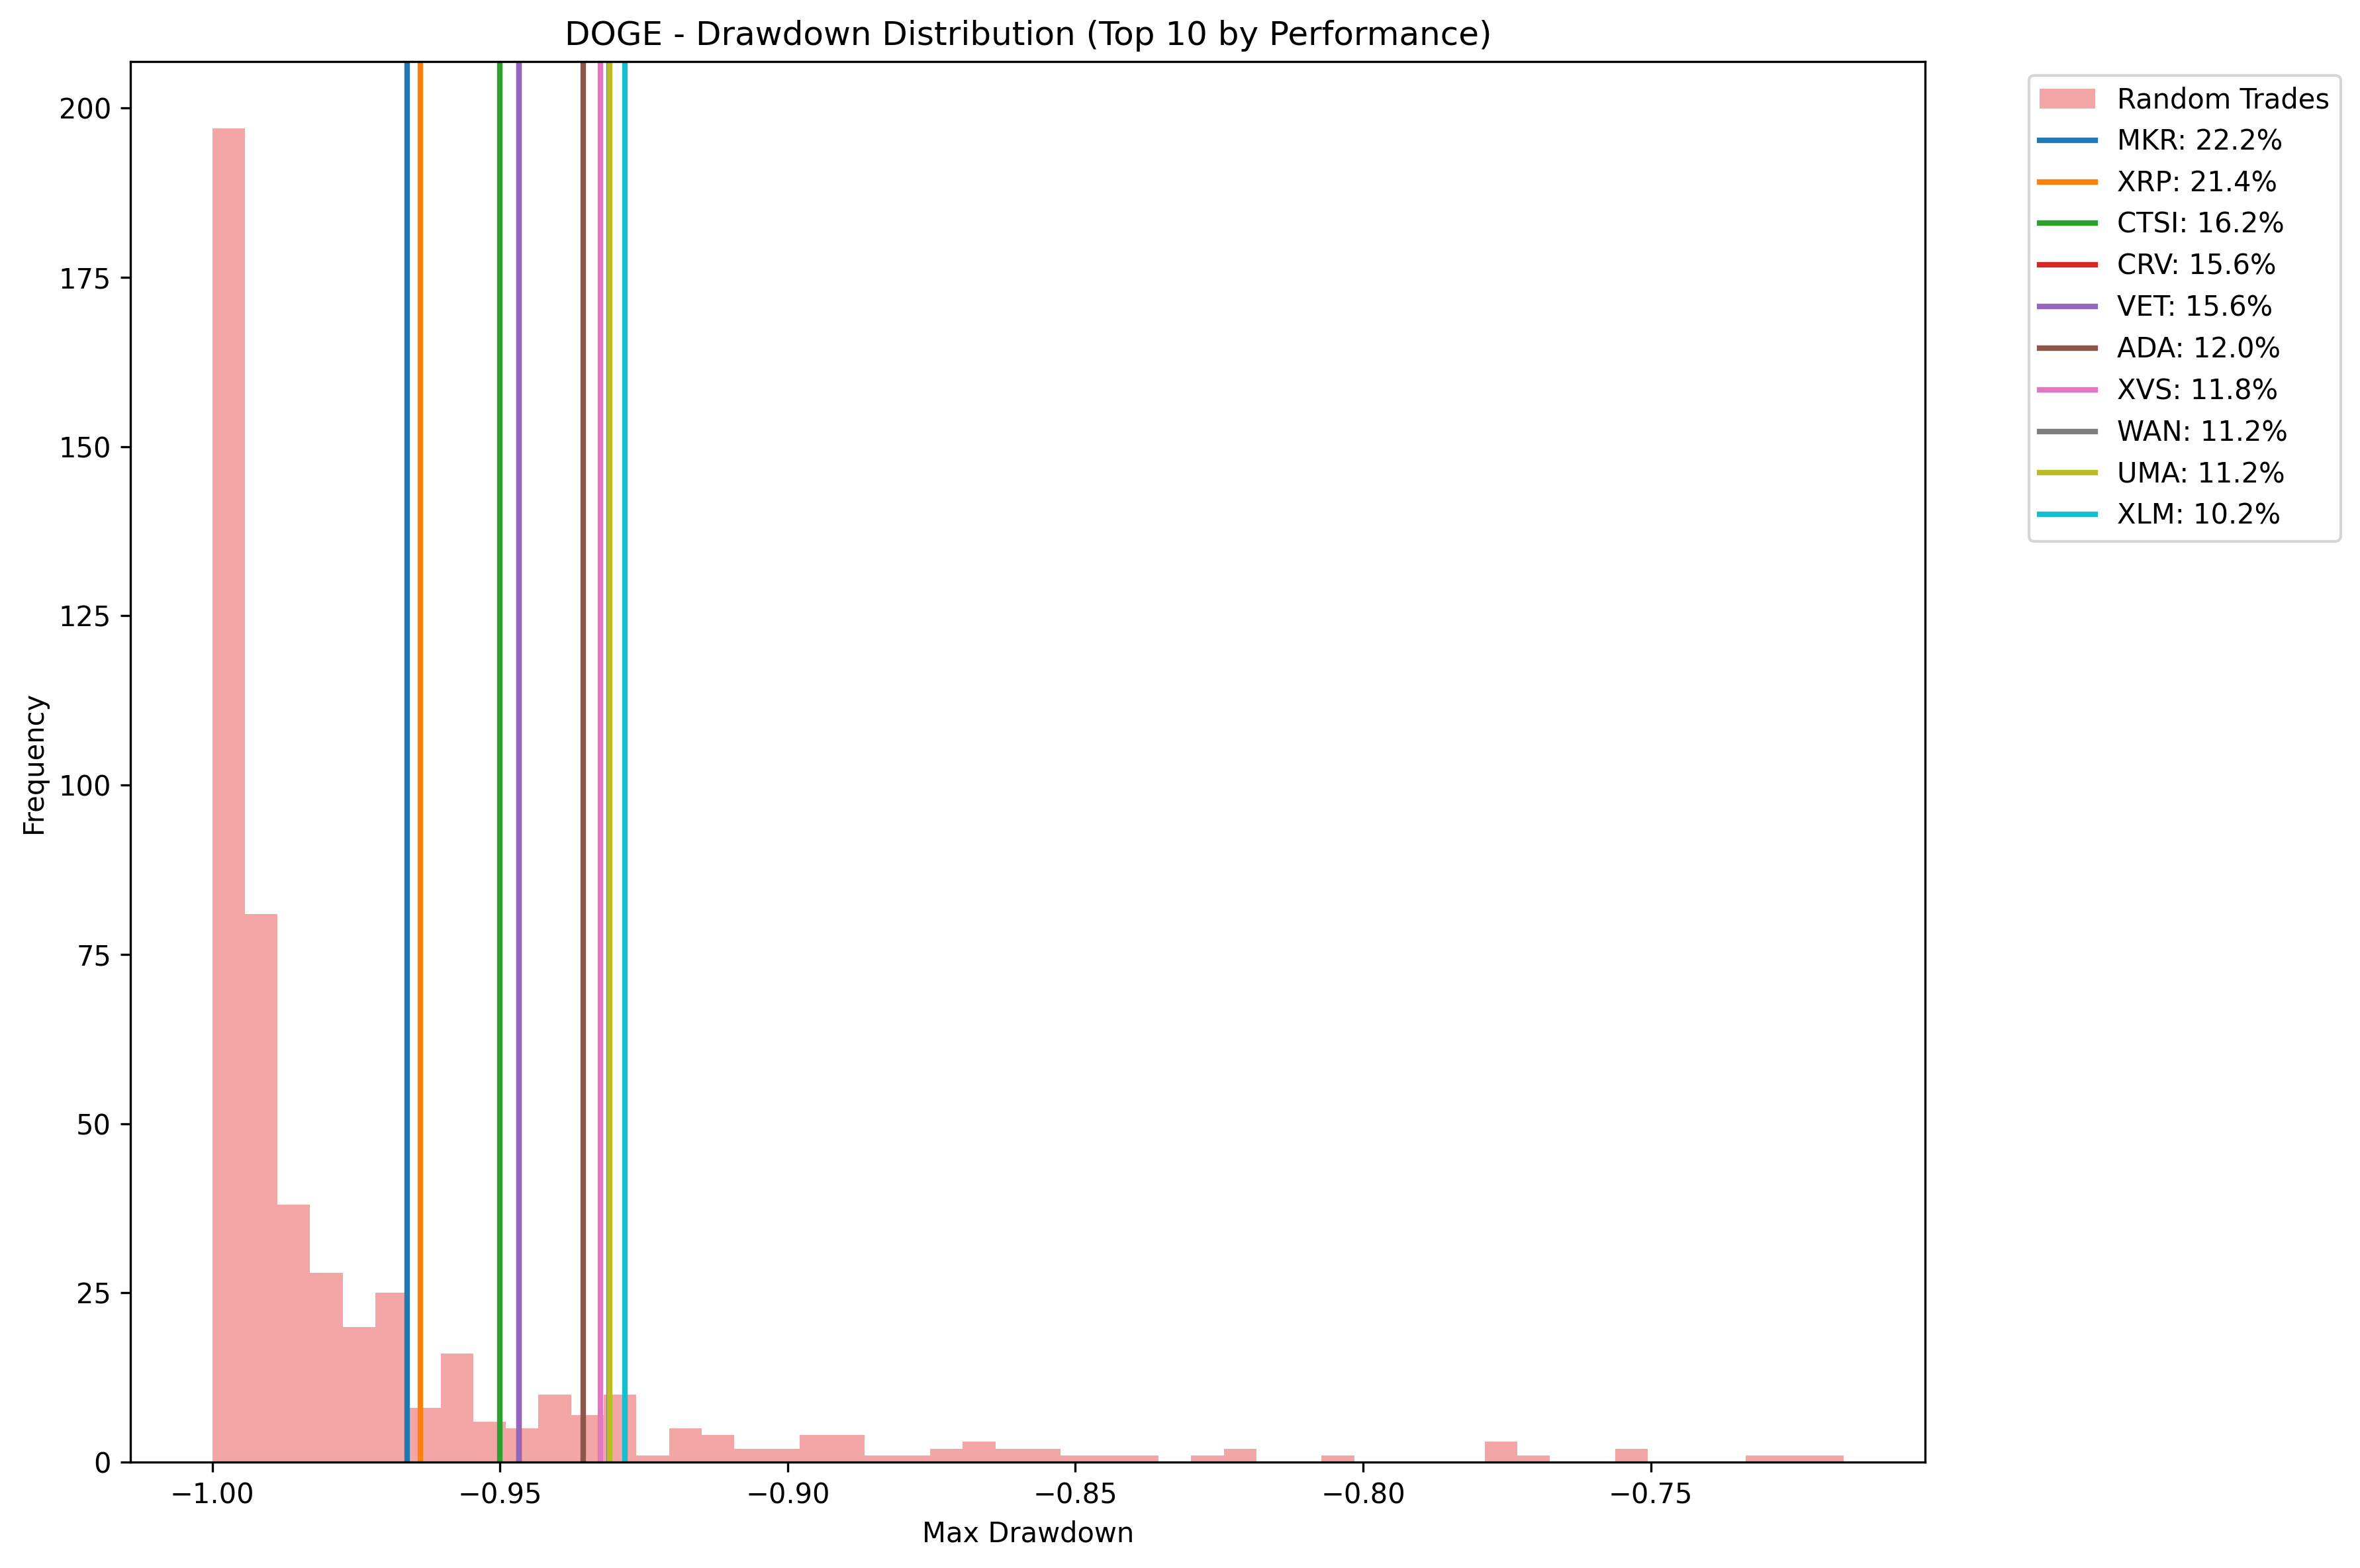 DOGE - Drawdown Distribution (Top 10 by Performance)
Random Trades
MKR: 22.2%
XRP: 21.4%
CTSI: 16.2%
CRV: 15.6%
VET: 15.6%
ADA: 12.0%
XVS: 11.8%
WAN: 11.2%
UMA: 11.2%
XLM: 10.2%
Frequency
200
175
150
125
100
75
50
25
0
−1.00
−0.95
−0.90
−0.85
−0.80
−0.75
Max Drawdown